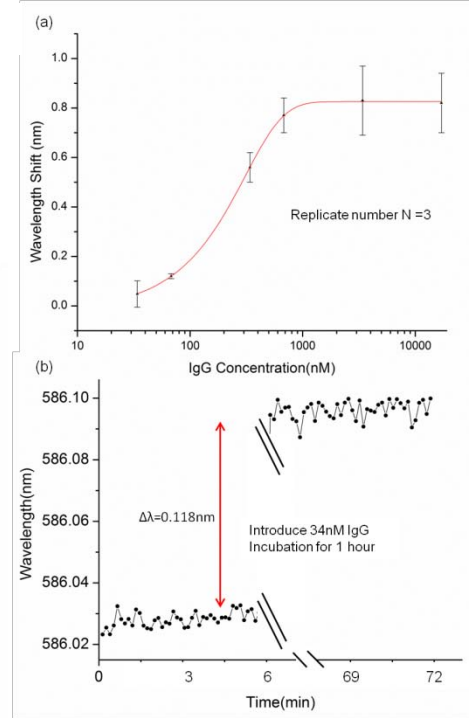 (a)
1.0
0.8
0.6
0.4
0.2
0.0
Wavelength Shift (nm)
Replicate number N =3
100
1000
10000
IgG Concentration(nM)
(b)
586.10
586.08
586.06
586.04
586.02
Wavelength(nm)
Δλ=0.118nm
Introduce 34nM IgG
Incubation for 1 hour
0
3
6
69
72
Time(min)